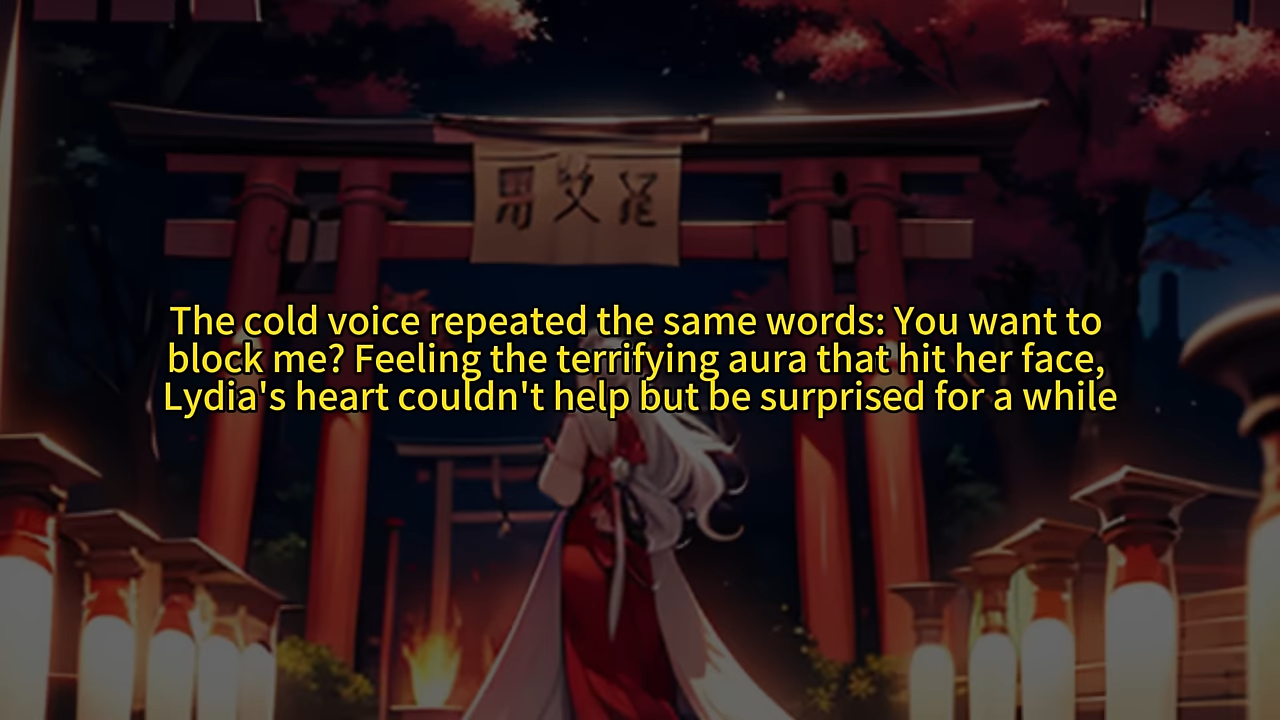 The cold voice repeated the same words: You want to
block me? Feeling the terrifying aura that hit her face,
Lydia's heart couldn't help but be surprised for a while